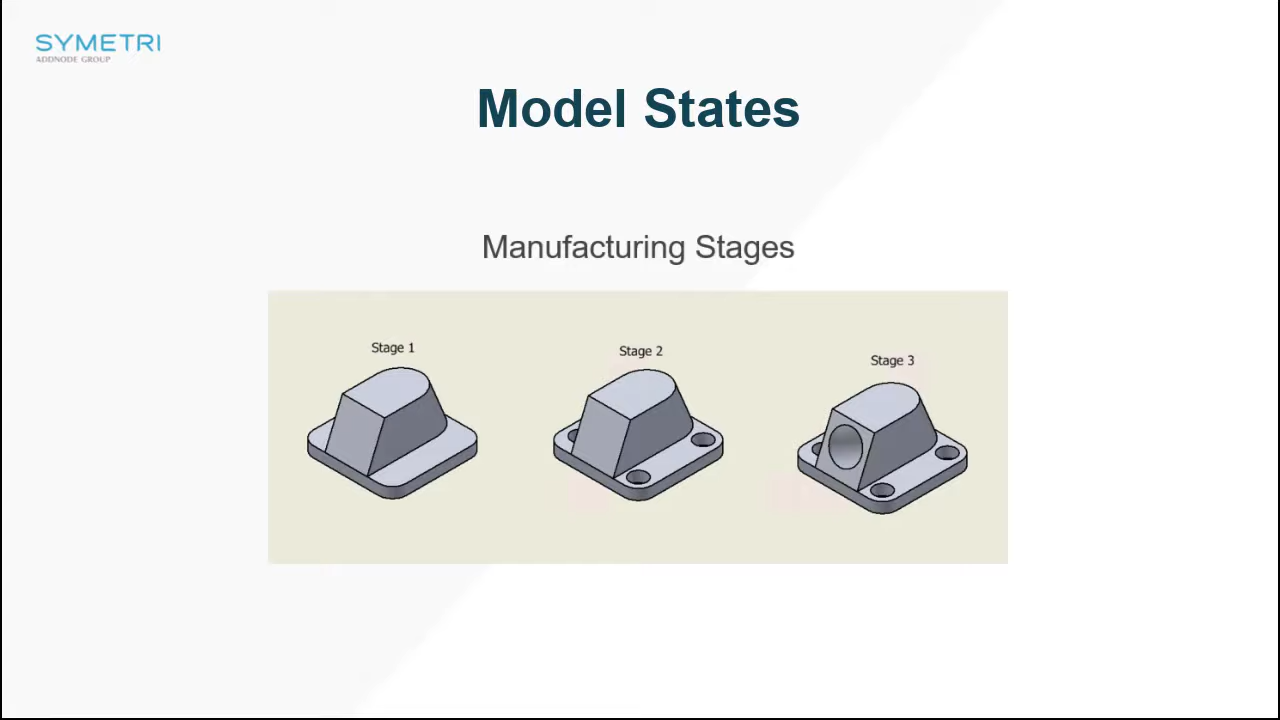 SYMETRI
ADDNODE GROUP
Model States
Manufacturing Stages
Stage 1
Stage 2
Stage 3